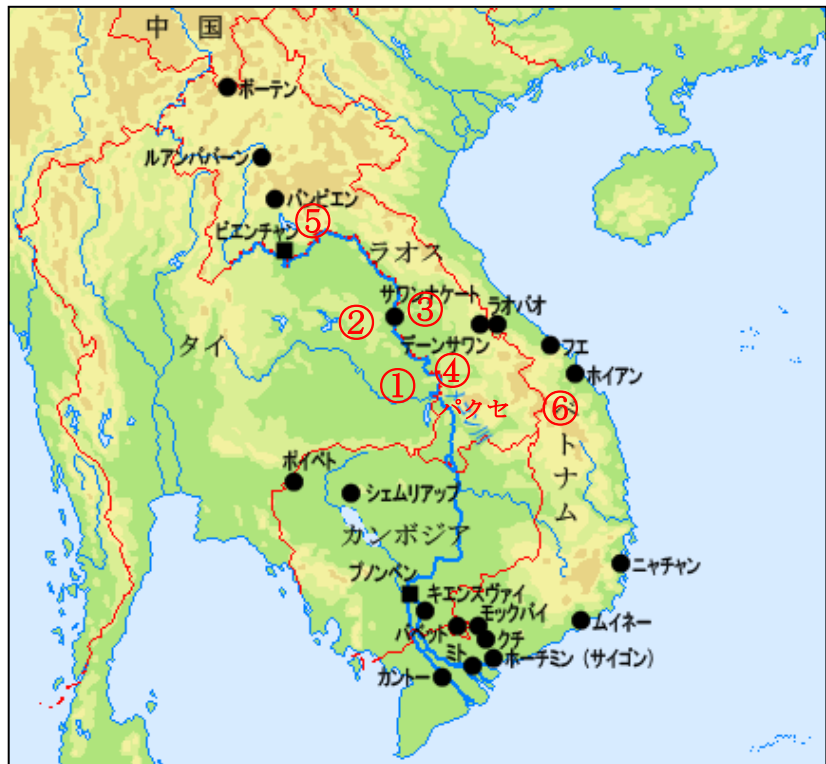 中 国
ボーテン
ルアンパバーン
バンビエン
⑤
ビエンチャン
ラオス
サワンナケート
③
ラオバオ
②
タイ
デーンサワン
フエ
④
ホイアン
①
パクセ
⑥
ベトナム
ポイペト
シェムリアップ
カンボジア
プノンペン
ニャチャン
キエンスヴァイ
モックバイ
ムイネー
バベット
クチ
ミト
ホーチミン（サイゴン）
カントー